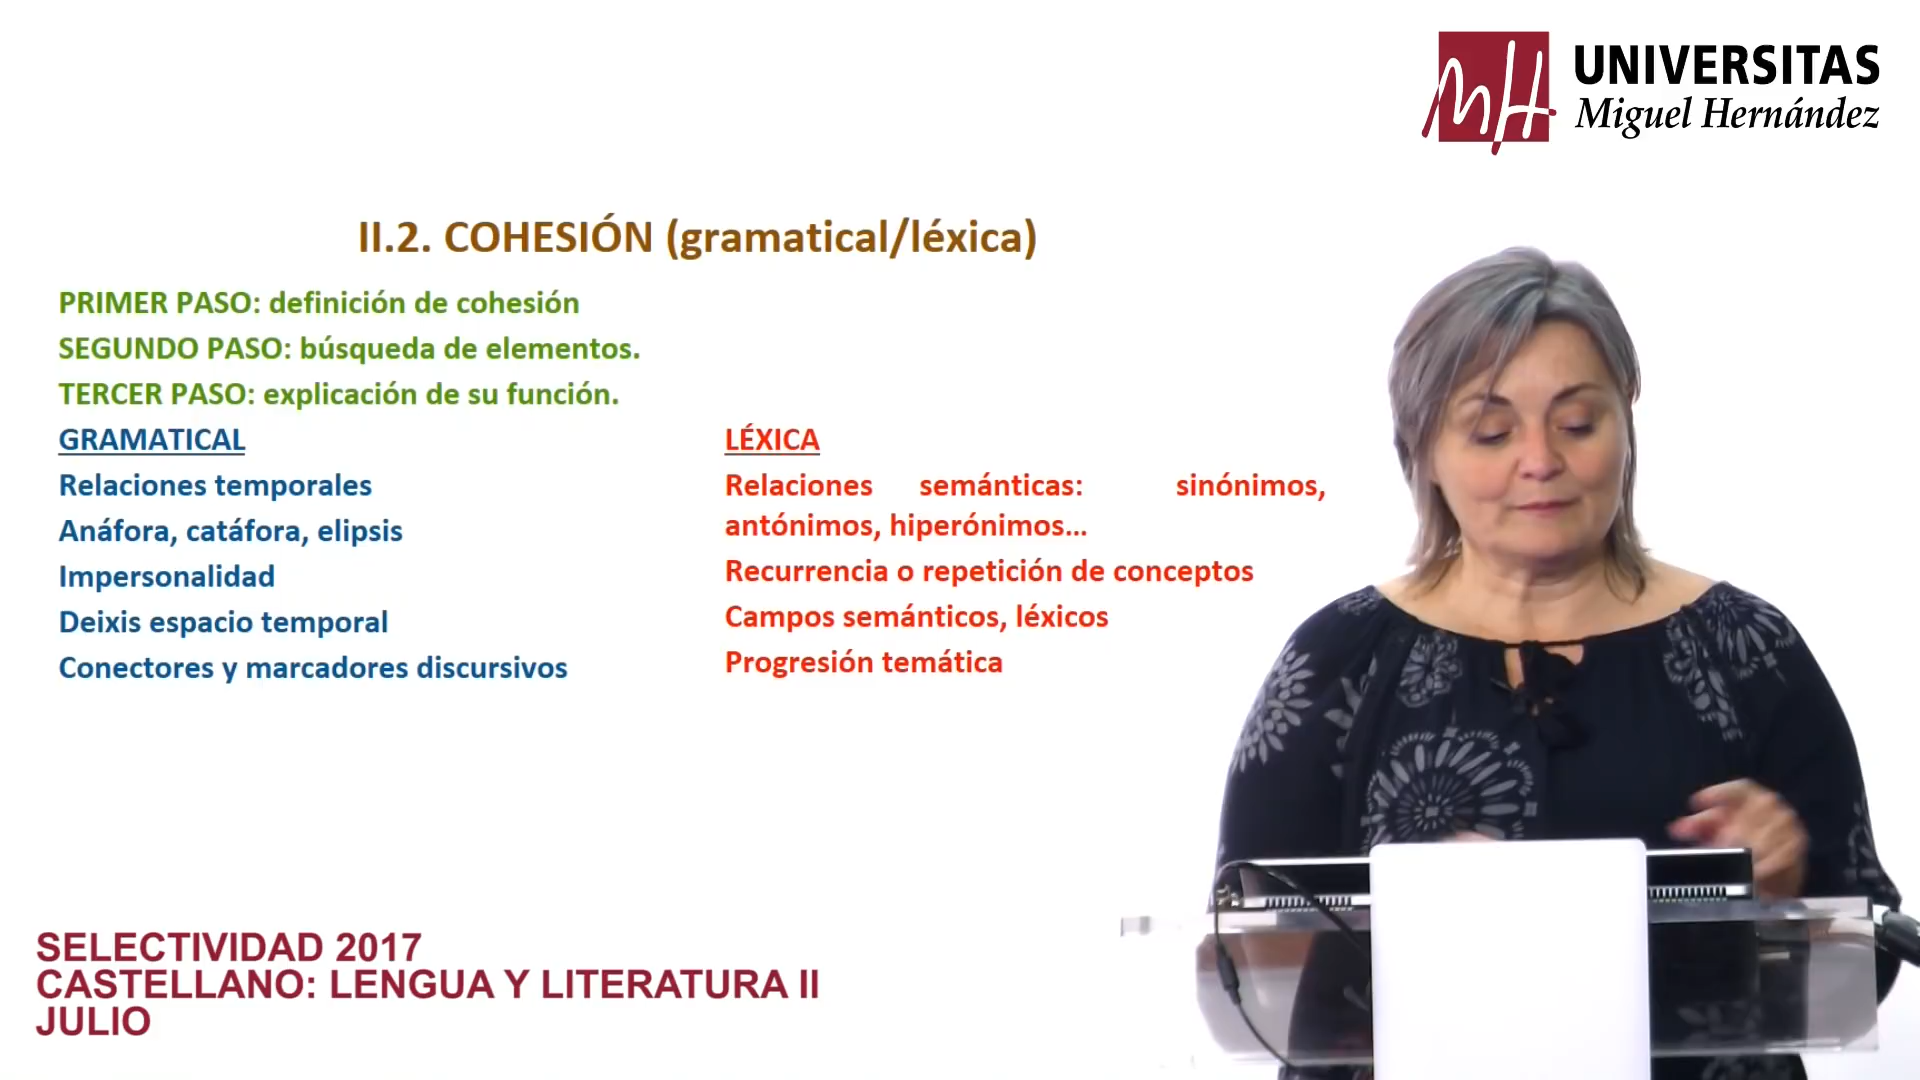 UNIVERSITAS
Miguel Hernández
II.2. COHESIÓN (gramatical/léxica)
PRIMER PASO: definición de cohesión
SEGUNDO PASO: búsqueda de elementos.
TERCER PASO: explicación de su función.
GRAMATICAL
Relaciones temporales
Anáfora, catáfora, elipsis
Impersonalidad
Deixis espacio temporal
Conectores y marcadores discursivos
LÉXICA
Relaciones semánticas: sinónimos,
antónimos, hiperónimos...
Recurrencia o repetición de conceptos
Campos semánticos, léxicos
Progresión temática
SELECTIVIDAD 2017
CASTELLANO: LENGUA Y LITERATURA II
JULIO